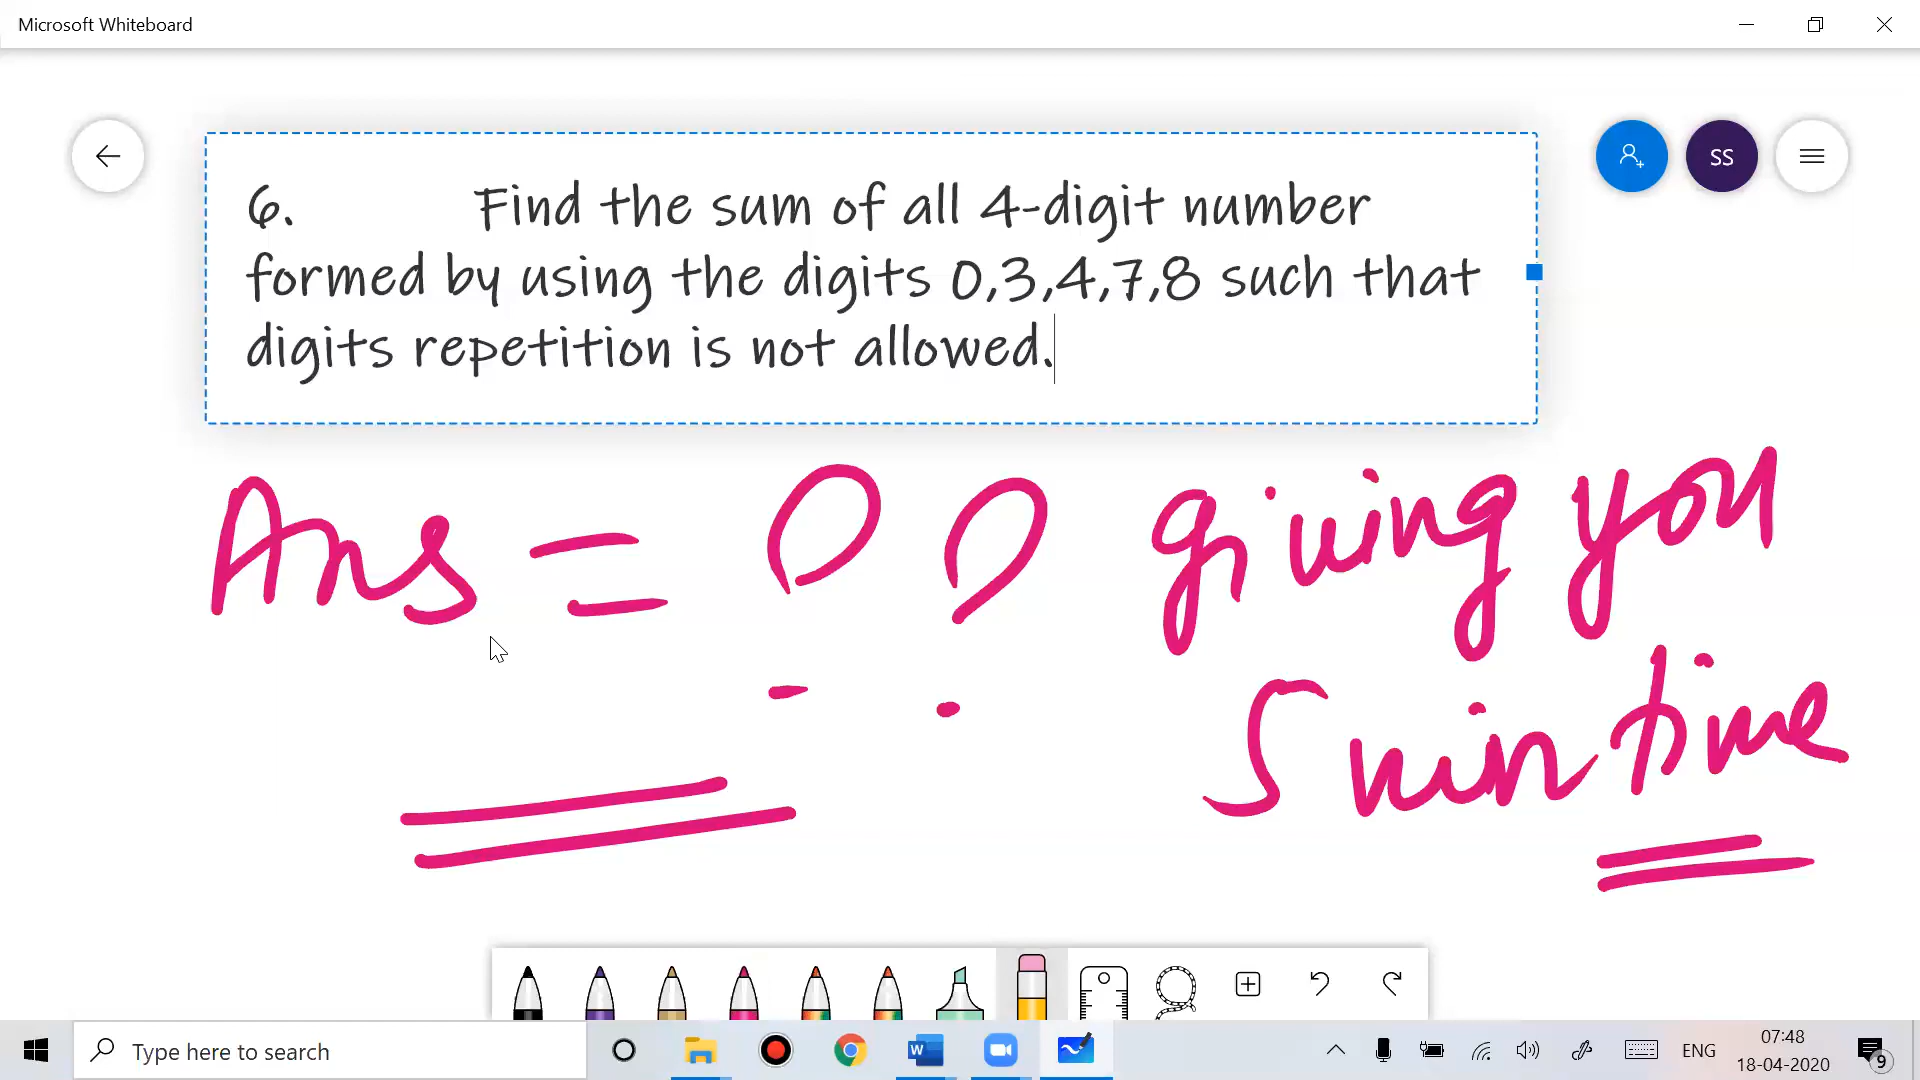 Microsoft Whiteboard
SS
6. Find the sum of all 4-digit number
formed by using the digits 0,3,4,7,8 such that
digits repetition is not allowed.
Ans = ? ? giving you
5 min time
Type here to search
ENG
07:48
18-04-2020
9